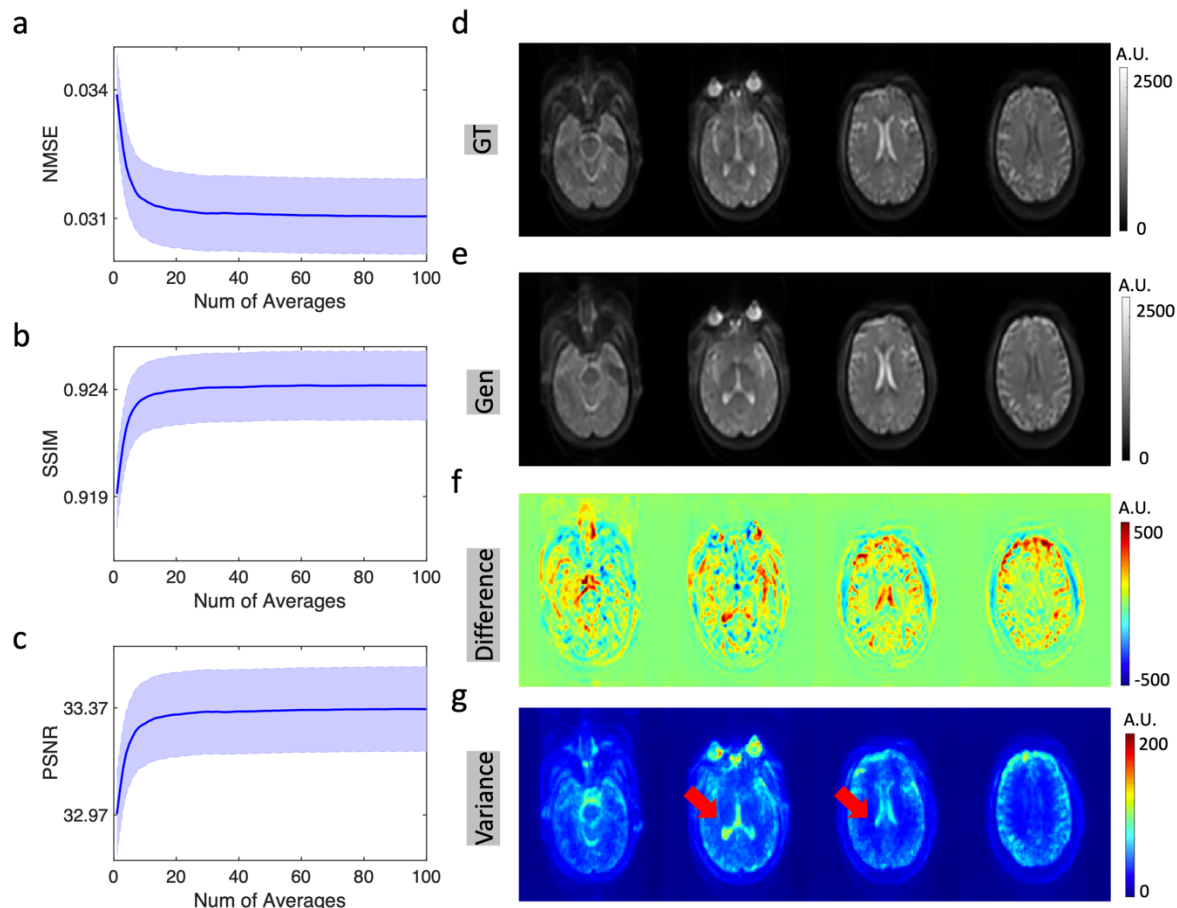 a
0.034
NMSE
0.031
0
20
40
60
80
100
Num of Averages
b
0.924
SSIM
0.919
0
20
40
60
80
100
Num of Averages
c
33.37
PSNR
32.97
0
20
40
60
80
100
Num of Averages
d
GT
A.U.
2500
0
e
Gen
A.U.
2500
0
f
Difference
A.U.
500
-500
g
Variance
A.U.
200
0